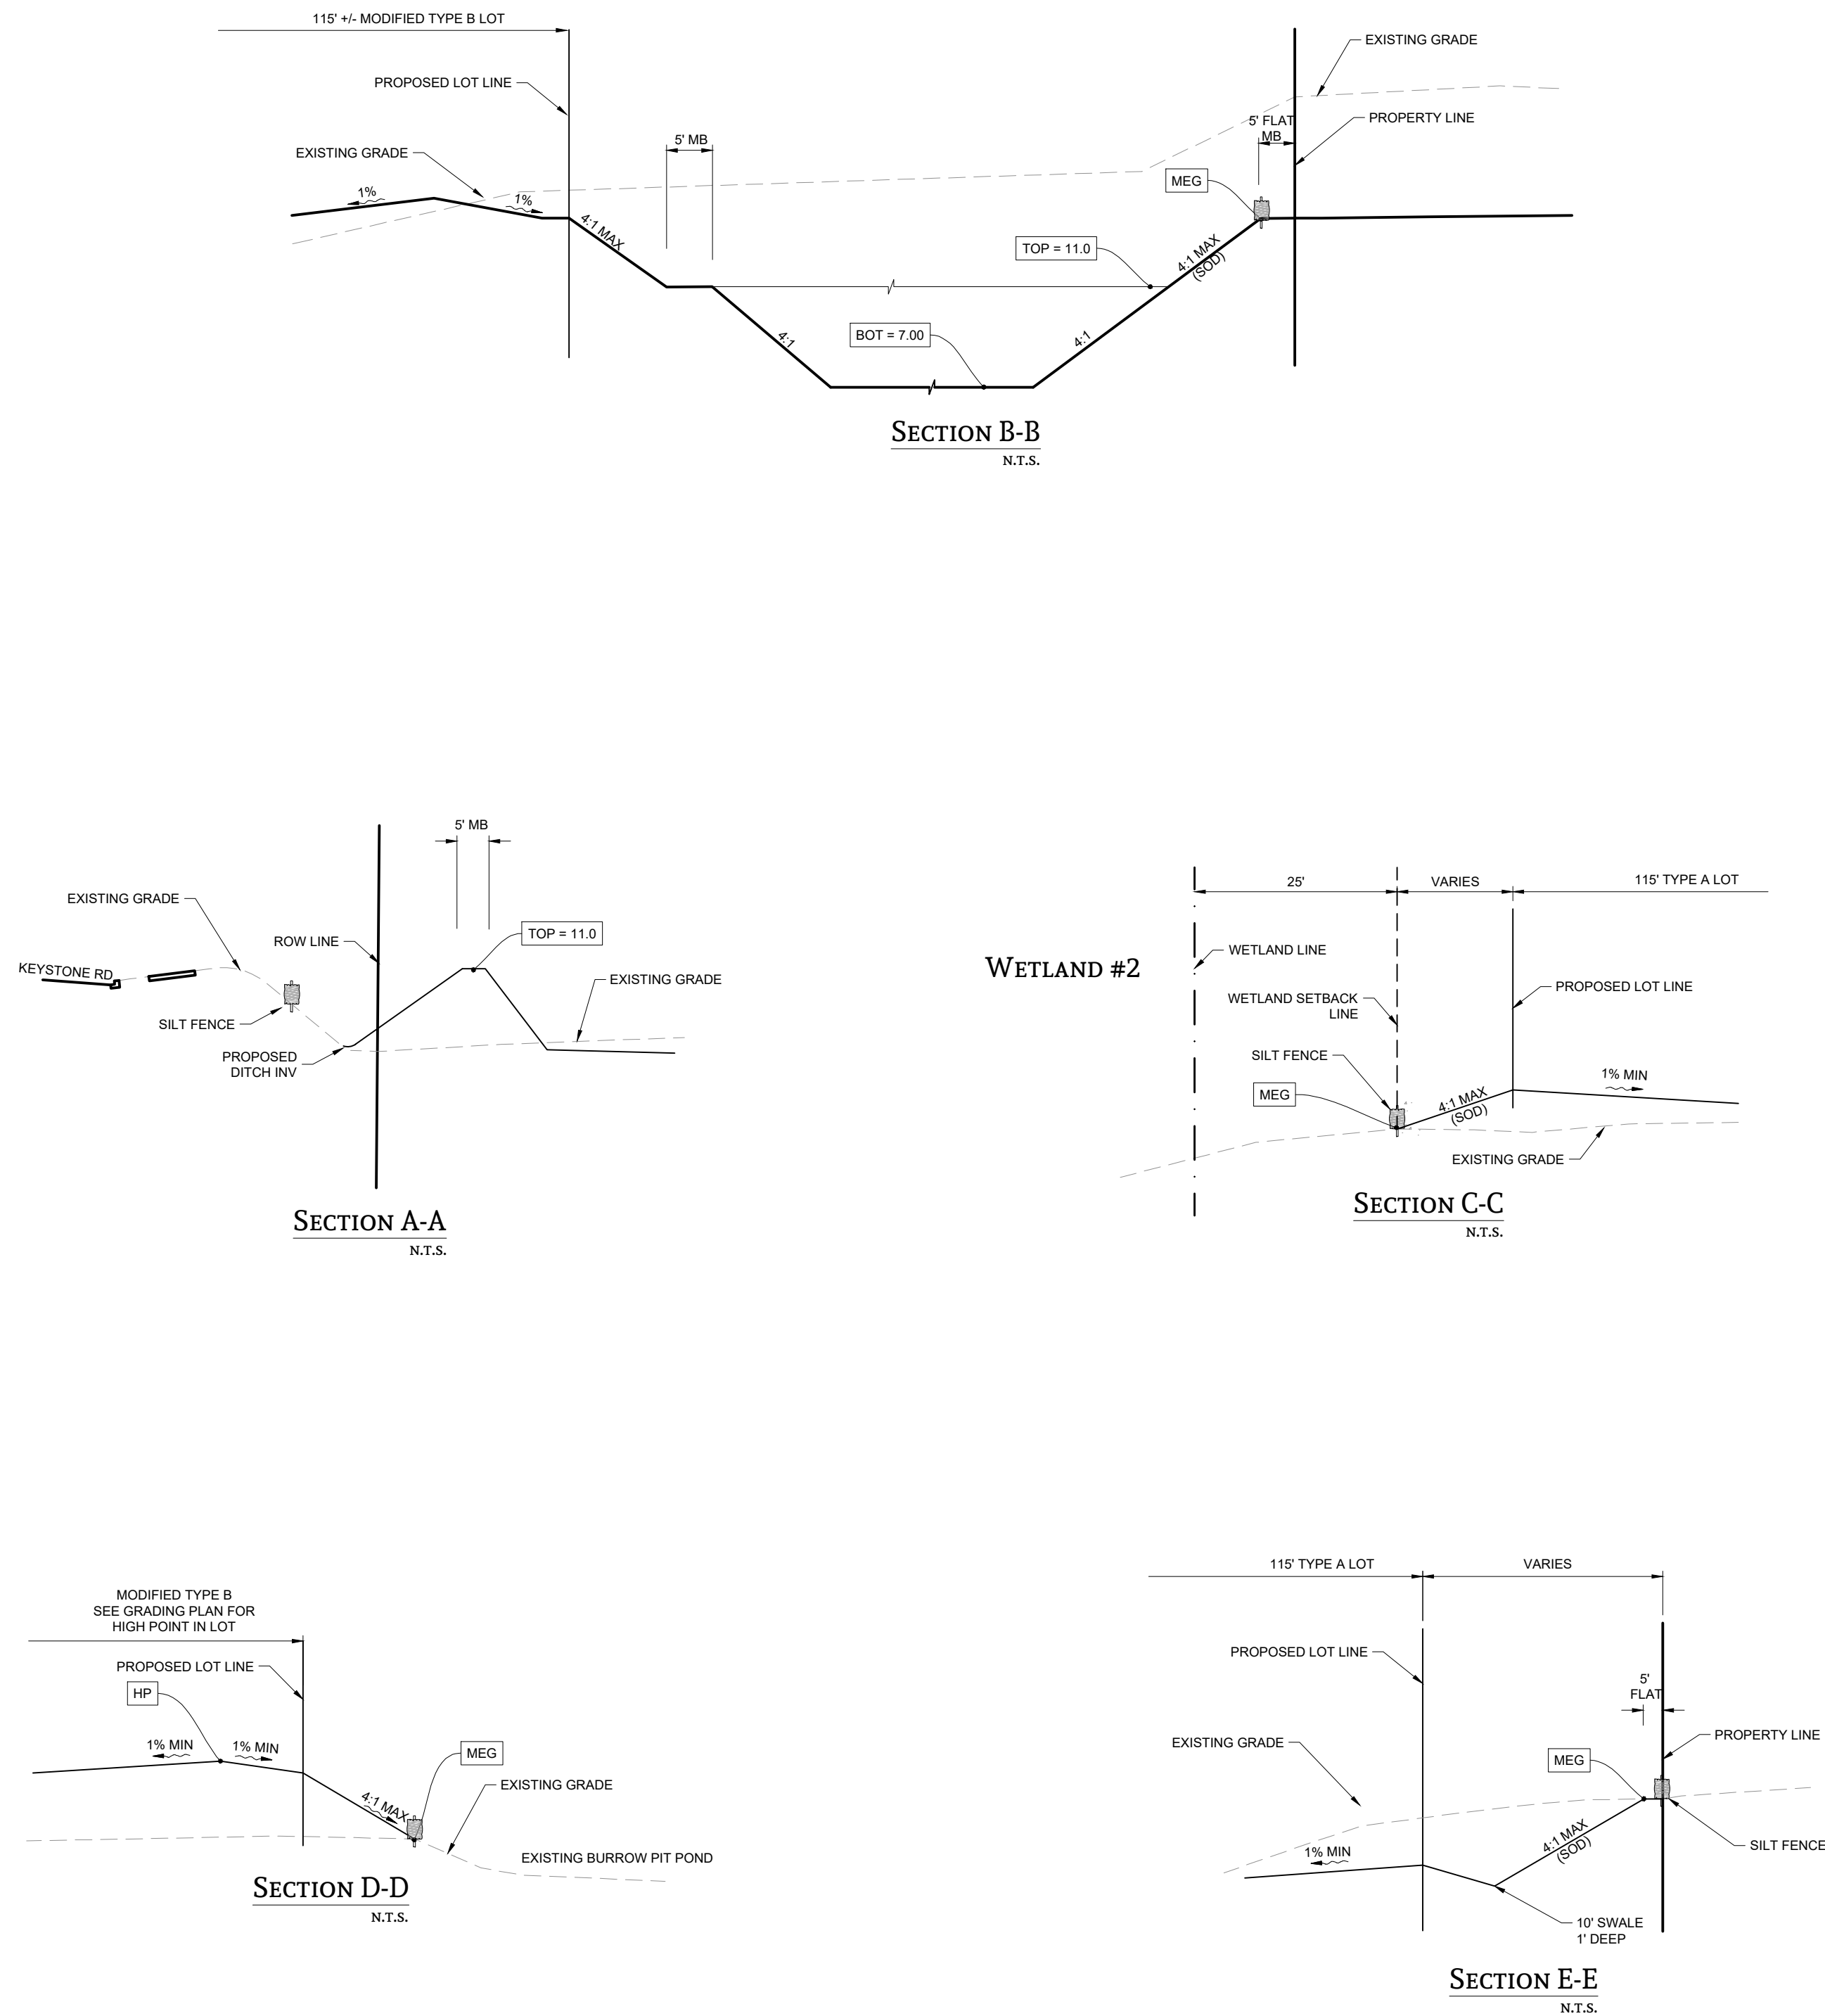 115' +/- MODIFIED TYPE B LOT
PROPOSED LOT LINE
EXISTING GRADE
1%
1%
4:1 MAX
5' MB
4:1
BOT = 7.00
TOP = 11.0
4:1
4:1 MAX
(SOD)
MEG
5' FLAT
MB
EXISTING GRADE
PROPERTY LINE
SECTION B-B
N.T.S.
5' MB
EXISTING GRADE
KEYSTONE RD
ROW LINE
TOP = 11.0
EXISTING GRADE
SILT FENCE
PROPOSED
DITCH INV
SECTION A-A
N.T.S.
25'
VARIES
115' TYPE A LOT
WETLAND #2
WETLAND LINE
WETLAND SETBACK
LINE
PROPOSED LOT LINE
SILT FENCE
MEG
4:1 MAX
(SOD)
1% MIN
EXISTING GRADE
SECTION C-C
N.T.S.
MODIFIED TYPE B
SEE GRADING PLAN FOR
HIGH POINT IN LOT
PROPOSED LOT LINE
HP
1% MIN
1% MIN
4:1 MAX
MEG
EXISTING GRADE
EXISTING BURROW PIT POND
SECTION D-D
N.T.S.
115' TYPE A LOT
VARIES
PROPOSED LOT LINE
5'
FLAT
EXISTING GRADE
MEG
PROPERTY LINE
1% MIN
4:1 MAX
(SOD)
SILT FENCE
10' SWALE
1' DEEP
SECTION E-E
N.T.S.